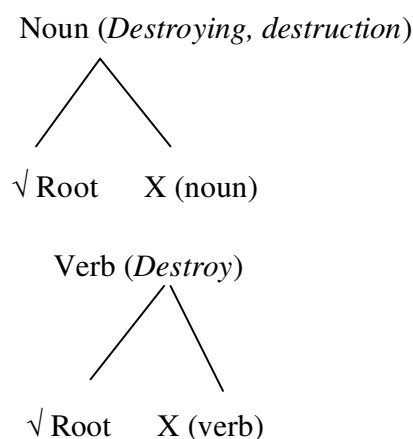 Noun (Destroying, destruction)
√ Root X (noun)
Verb (Destroy)
√ Root X (verb)